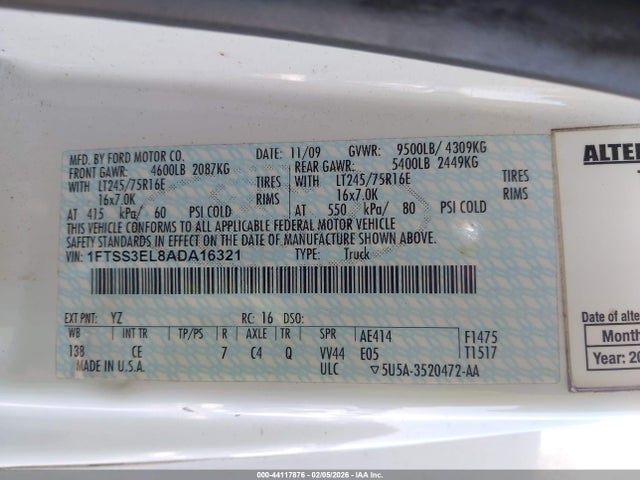 MFD. BY FORD MOTOR CO. DATE: 11/09 GVWR: 9500LB/ 4309KG
FRONT GAWR: 4600LB 2087KG REAR GAWR: 5400LB 2449KG
WITH LT245/75R16E TIRES WITH LT245/75R16E TIRES
16x7.0K RIMS 16x7.0K RIMS
AT 415 kPa/ 60 PSI COLD AT 550 kPa/ 80 PSI COLD
THIS VEHICLE CONFORMS TO ALL APPLICABLE FEDERAL MOTOR VEHICLE
SAFETY STANDARDS IN EFFECT ON THE DATE OF MANUFACTURE SHOWN ABOVE.
VIN: 1FTSS3EL8ADA16321 TYPE: Truck
EXT PNT: YZ RC: 16 DSO:
WB INT TR TP/PS R AXLE TR SPR AE414 F1475
138 CE 7 C4 Q VV44 E05 T1517
MADE IN U.S.A. ULC ▽5U5A-3520472-AA
ALTE
Date of alte
Month
Year: 20
000-44117876 - 02/05/2026 - IAA Inc.